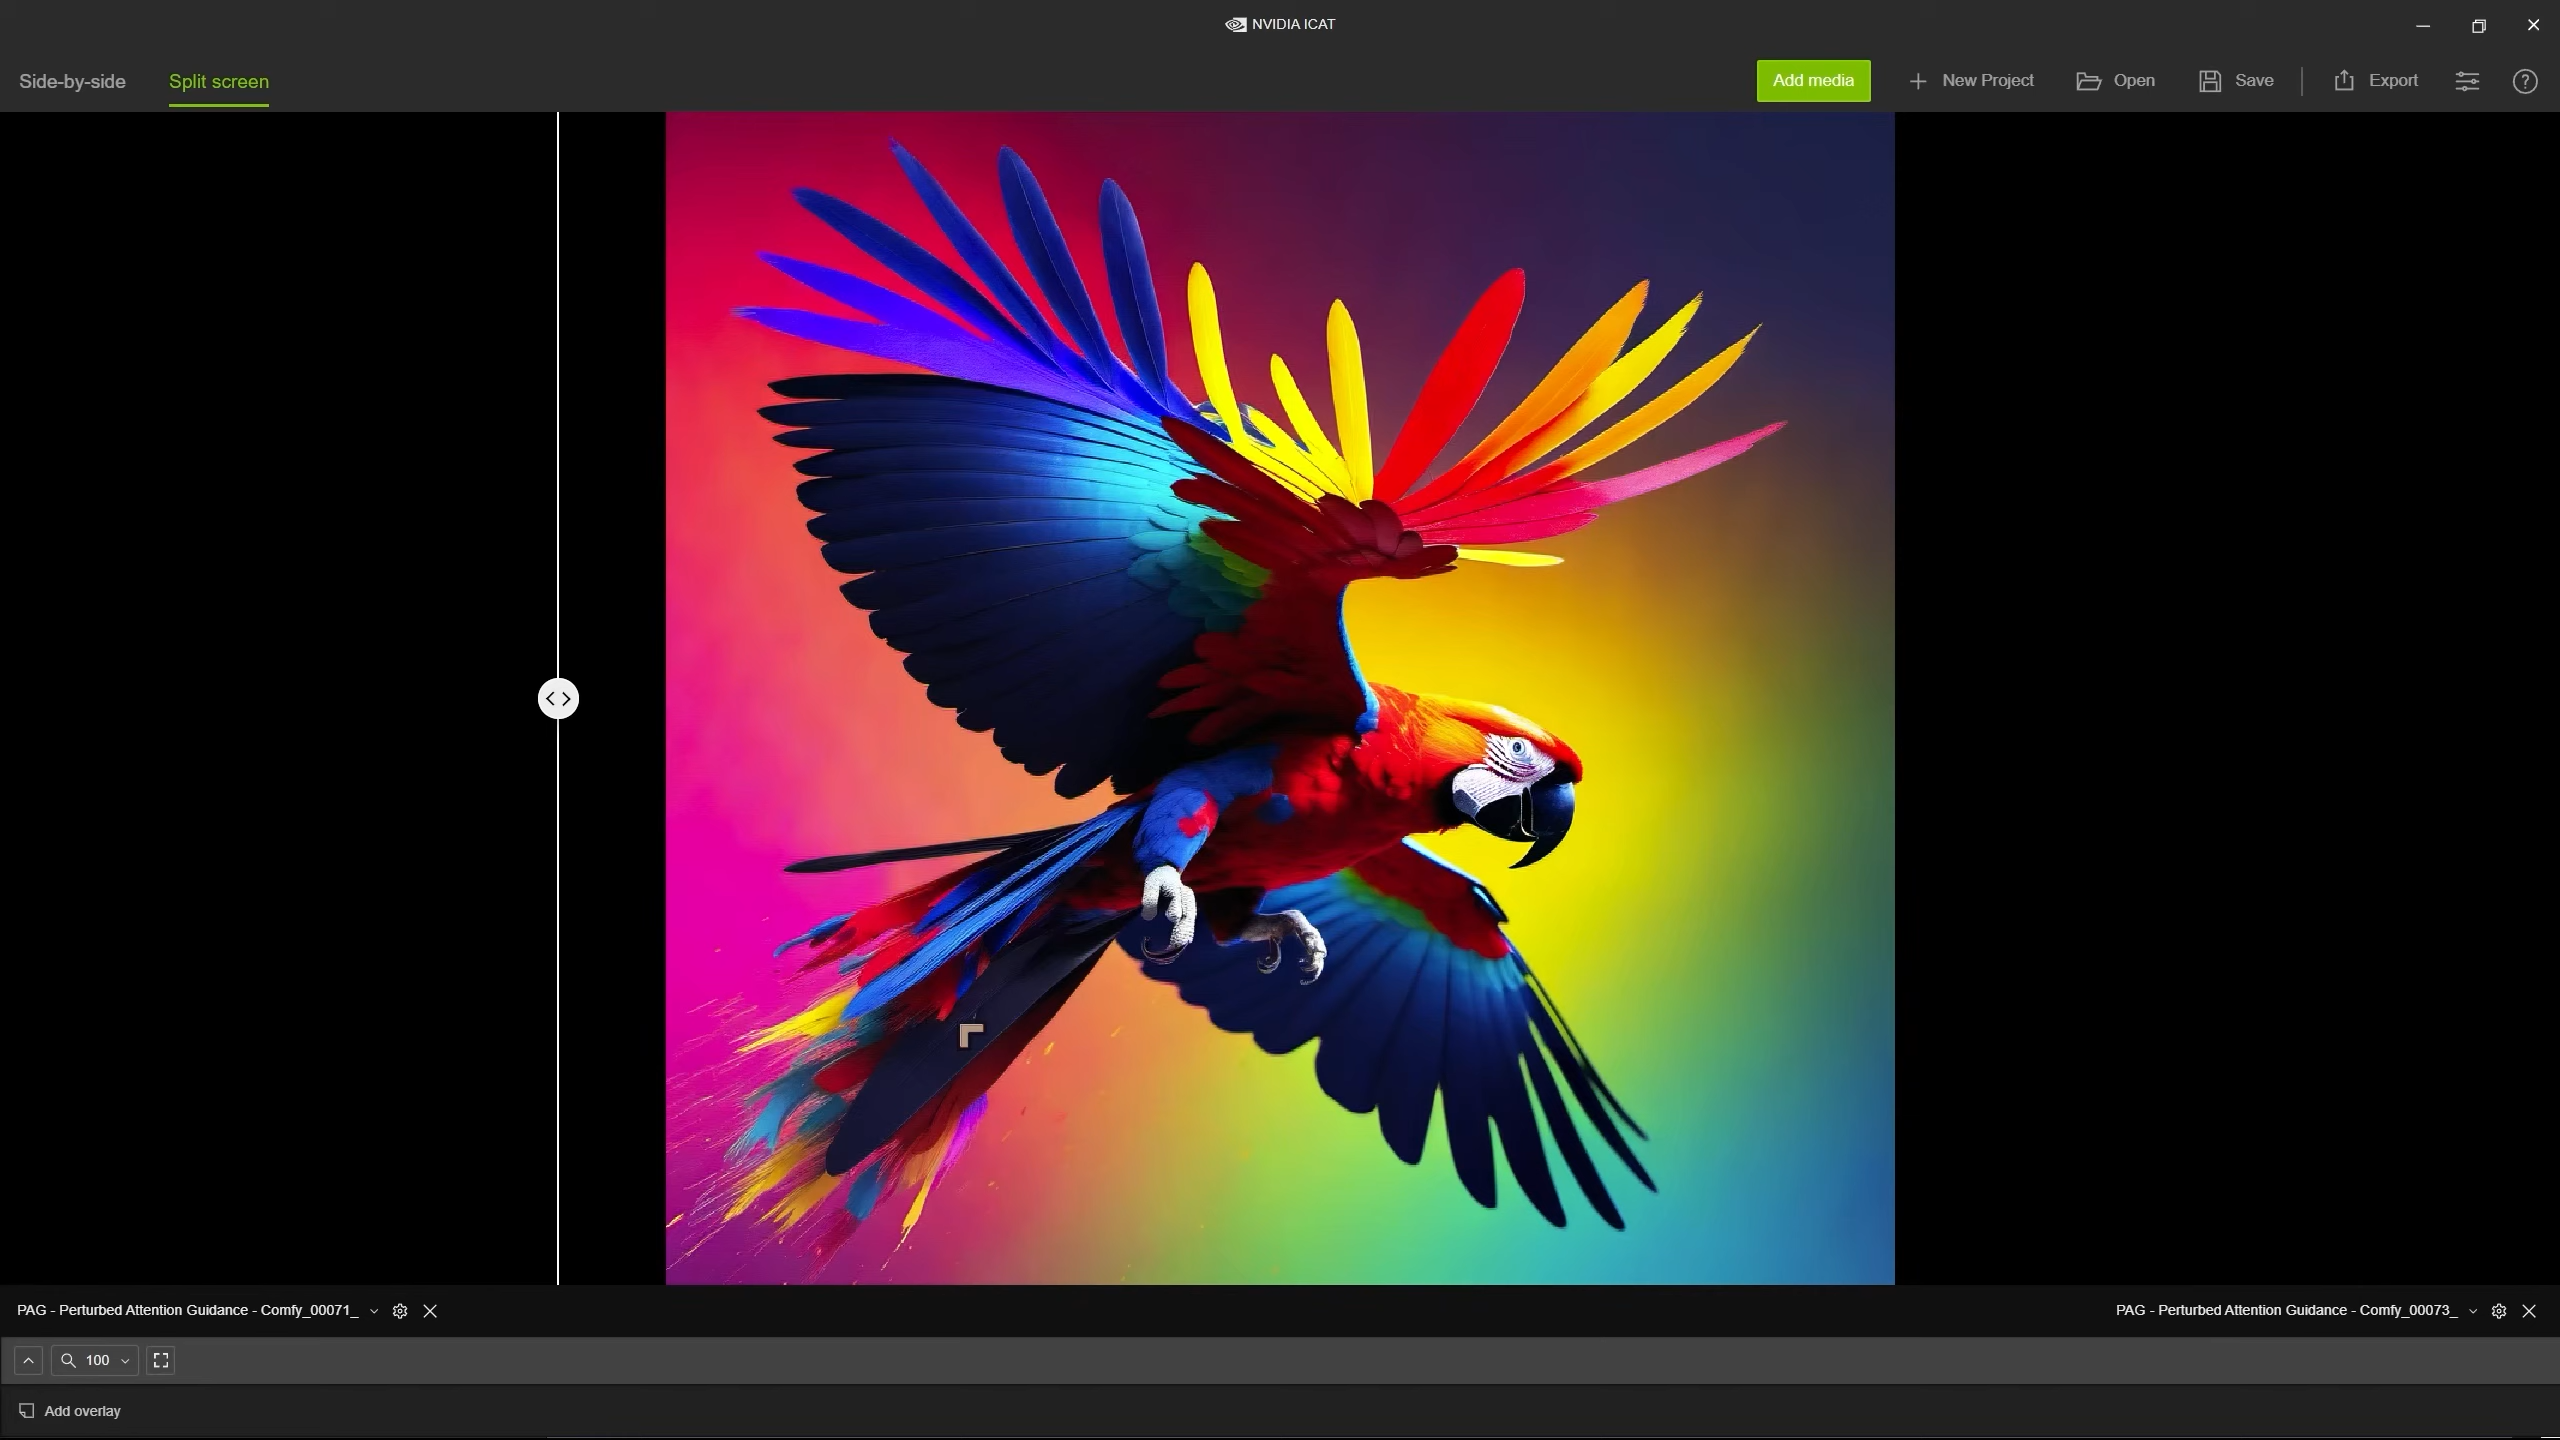 NVIDIA ICAT
Side-by-side
Split screen
Add media
New Project
Open
Save
Export
PAG - Perturbed Attention Guidance - Comfy_00071_
PAG - Perturbed Attention Guidance - Comfy_00073_
100
Add overlay